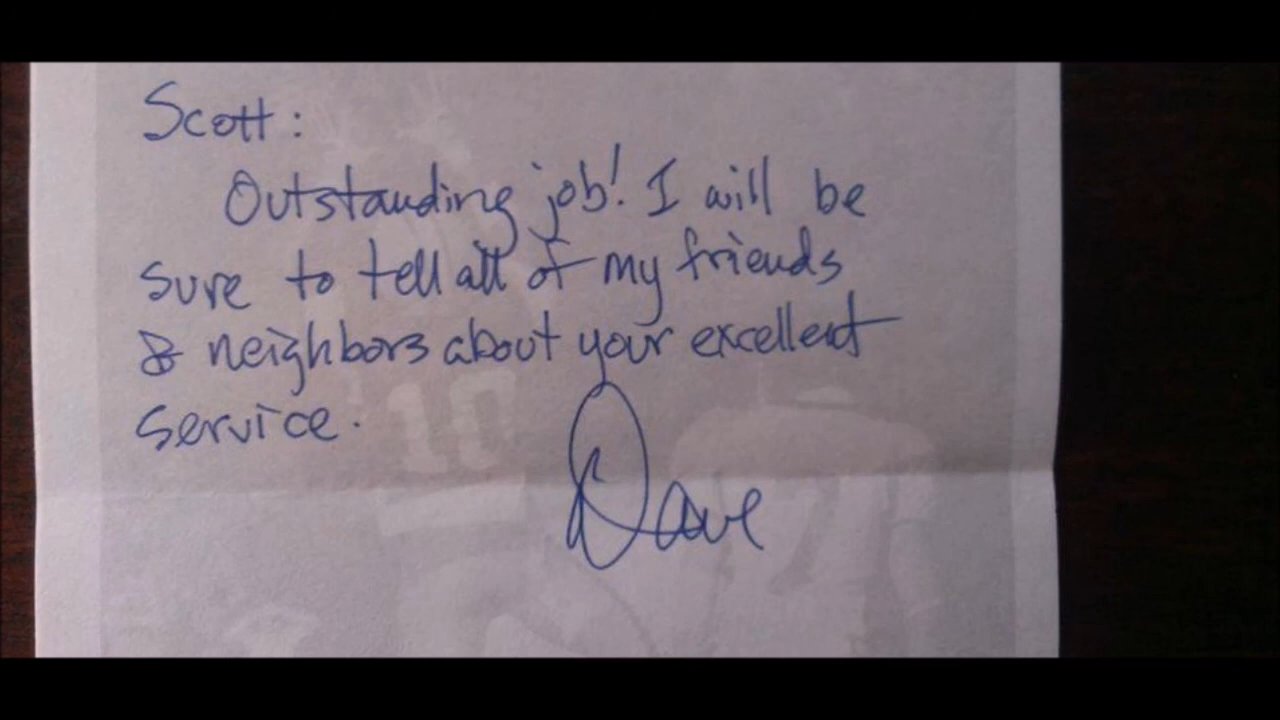 Scott:
Outstanding job! I will be
sure to tell all of my friends
& neighbors about your excellent
service.
Dave